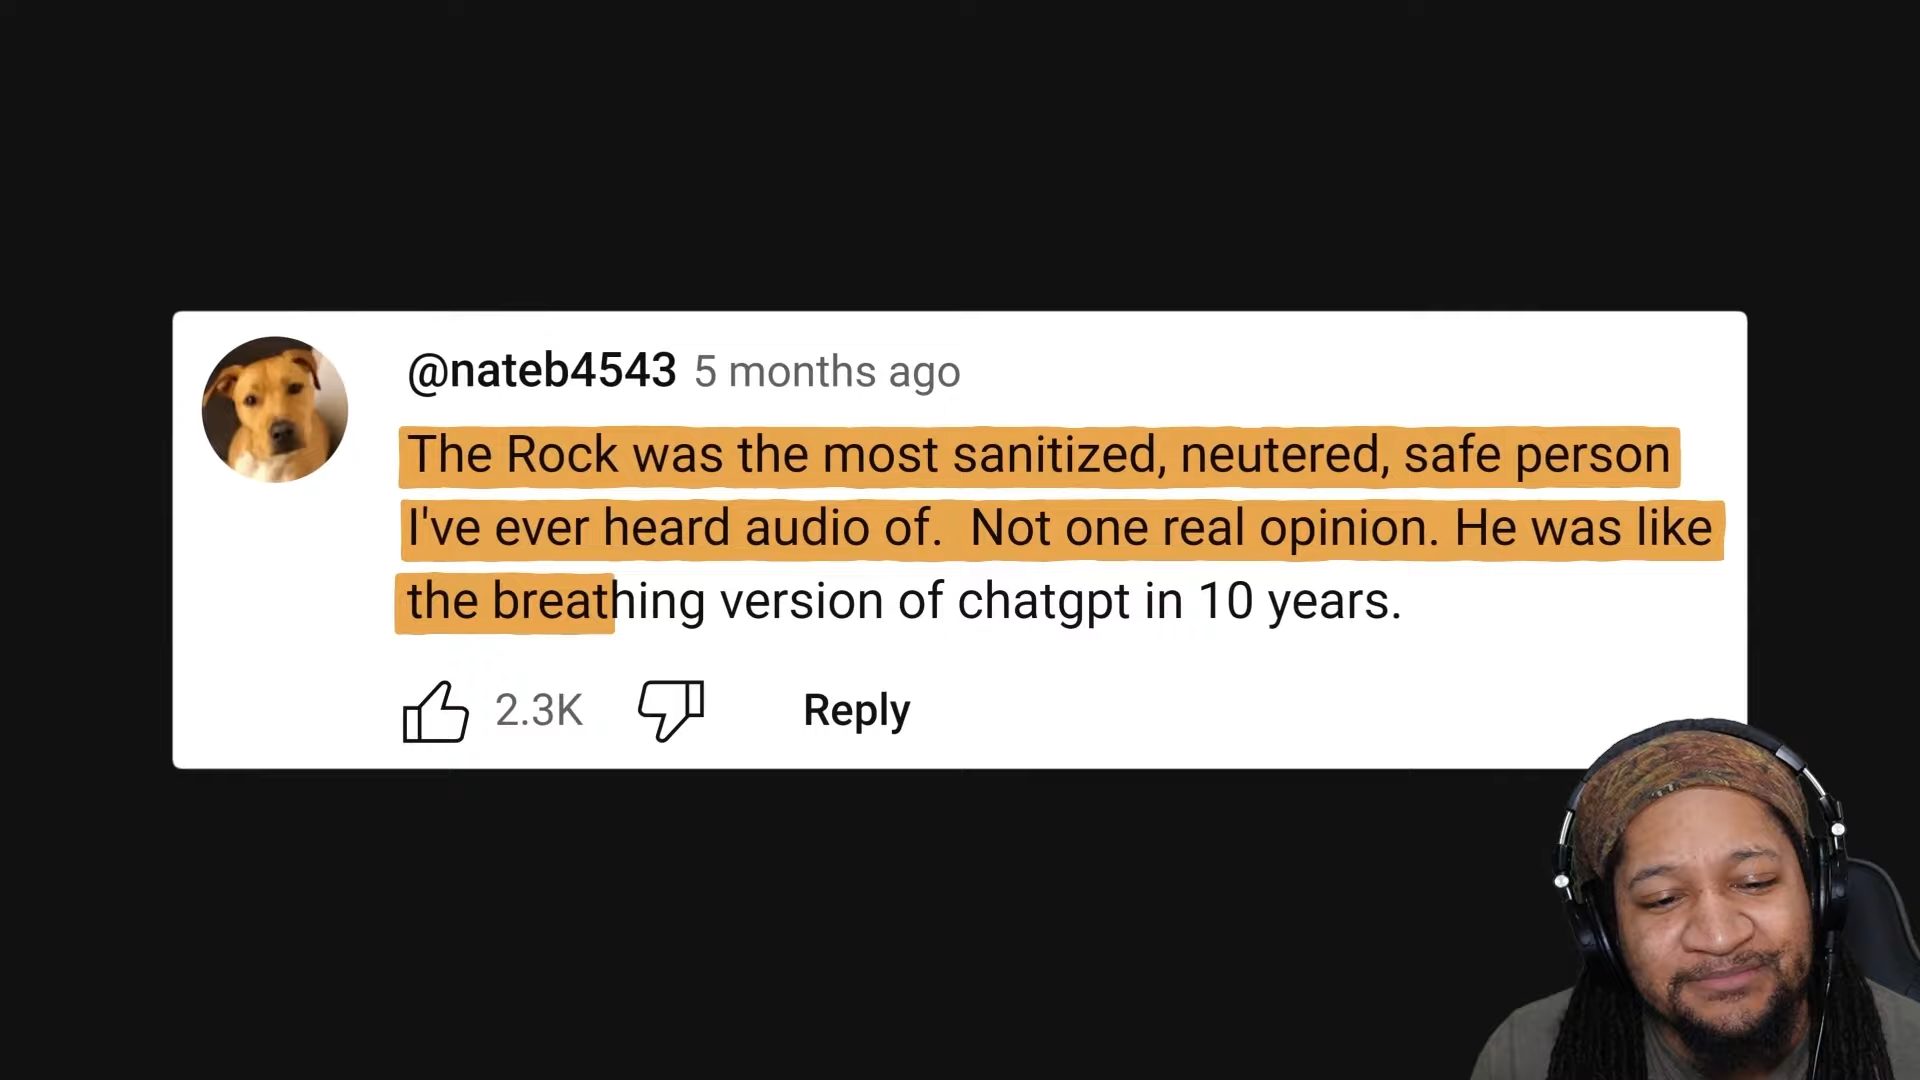 @nateb4543 5 months ago
The Rock was the most sanitized, neutered, safe person
I've ever heard audio of.  Not one real opinion. He was like
the breathing version of chatgpt in 10 years.
2.3K Reply